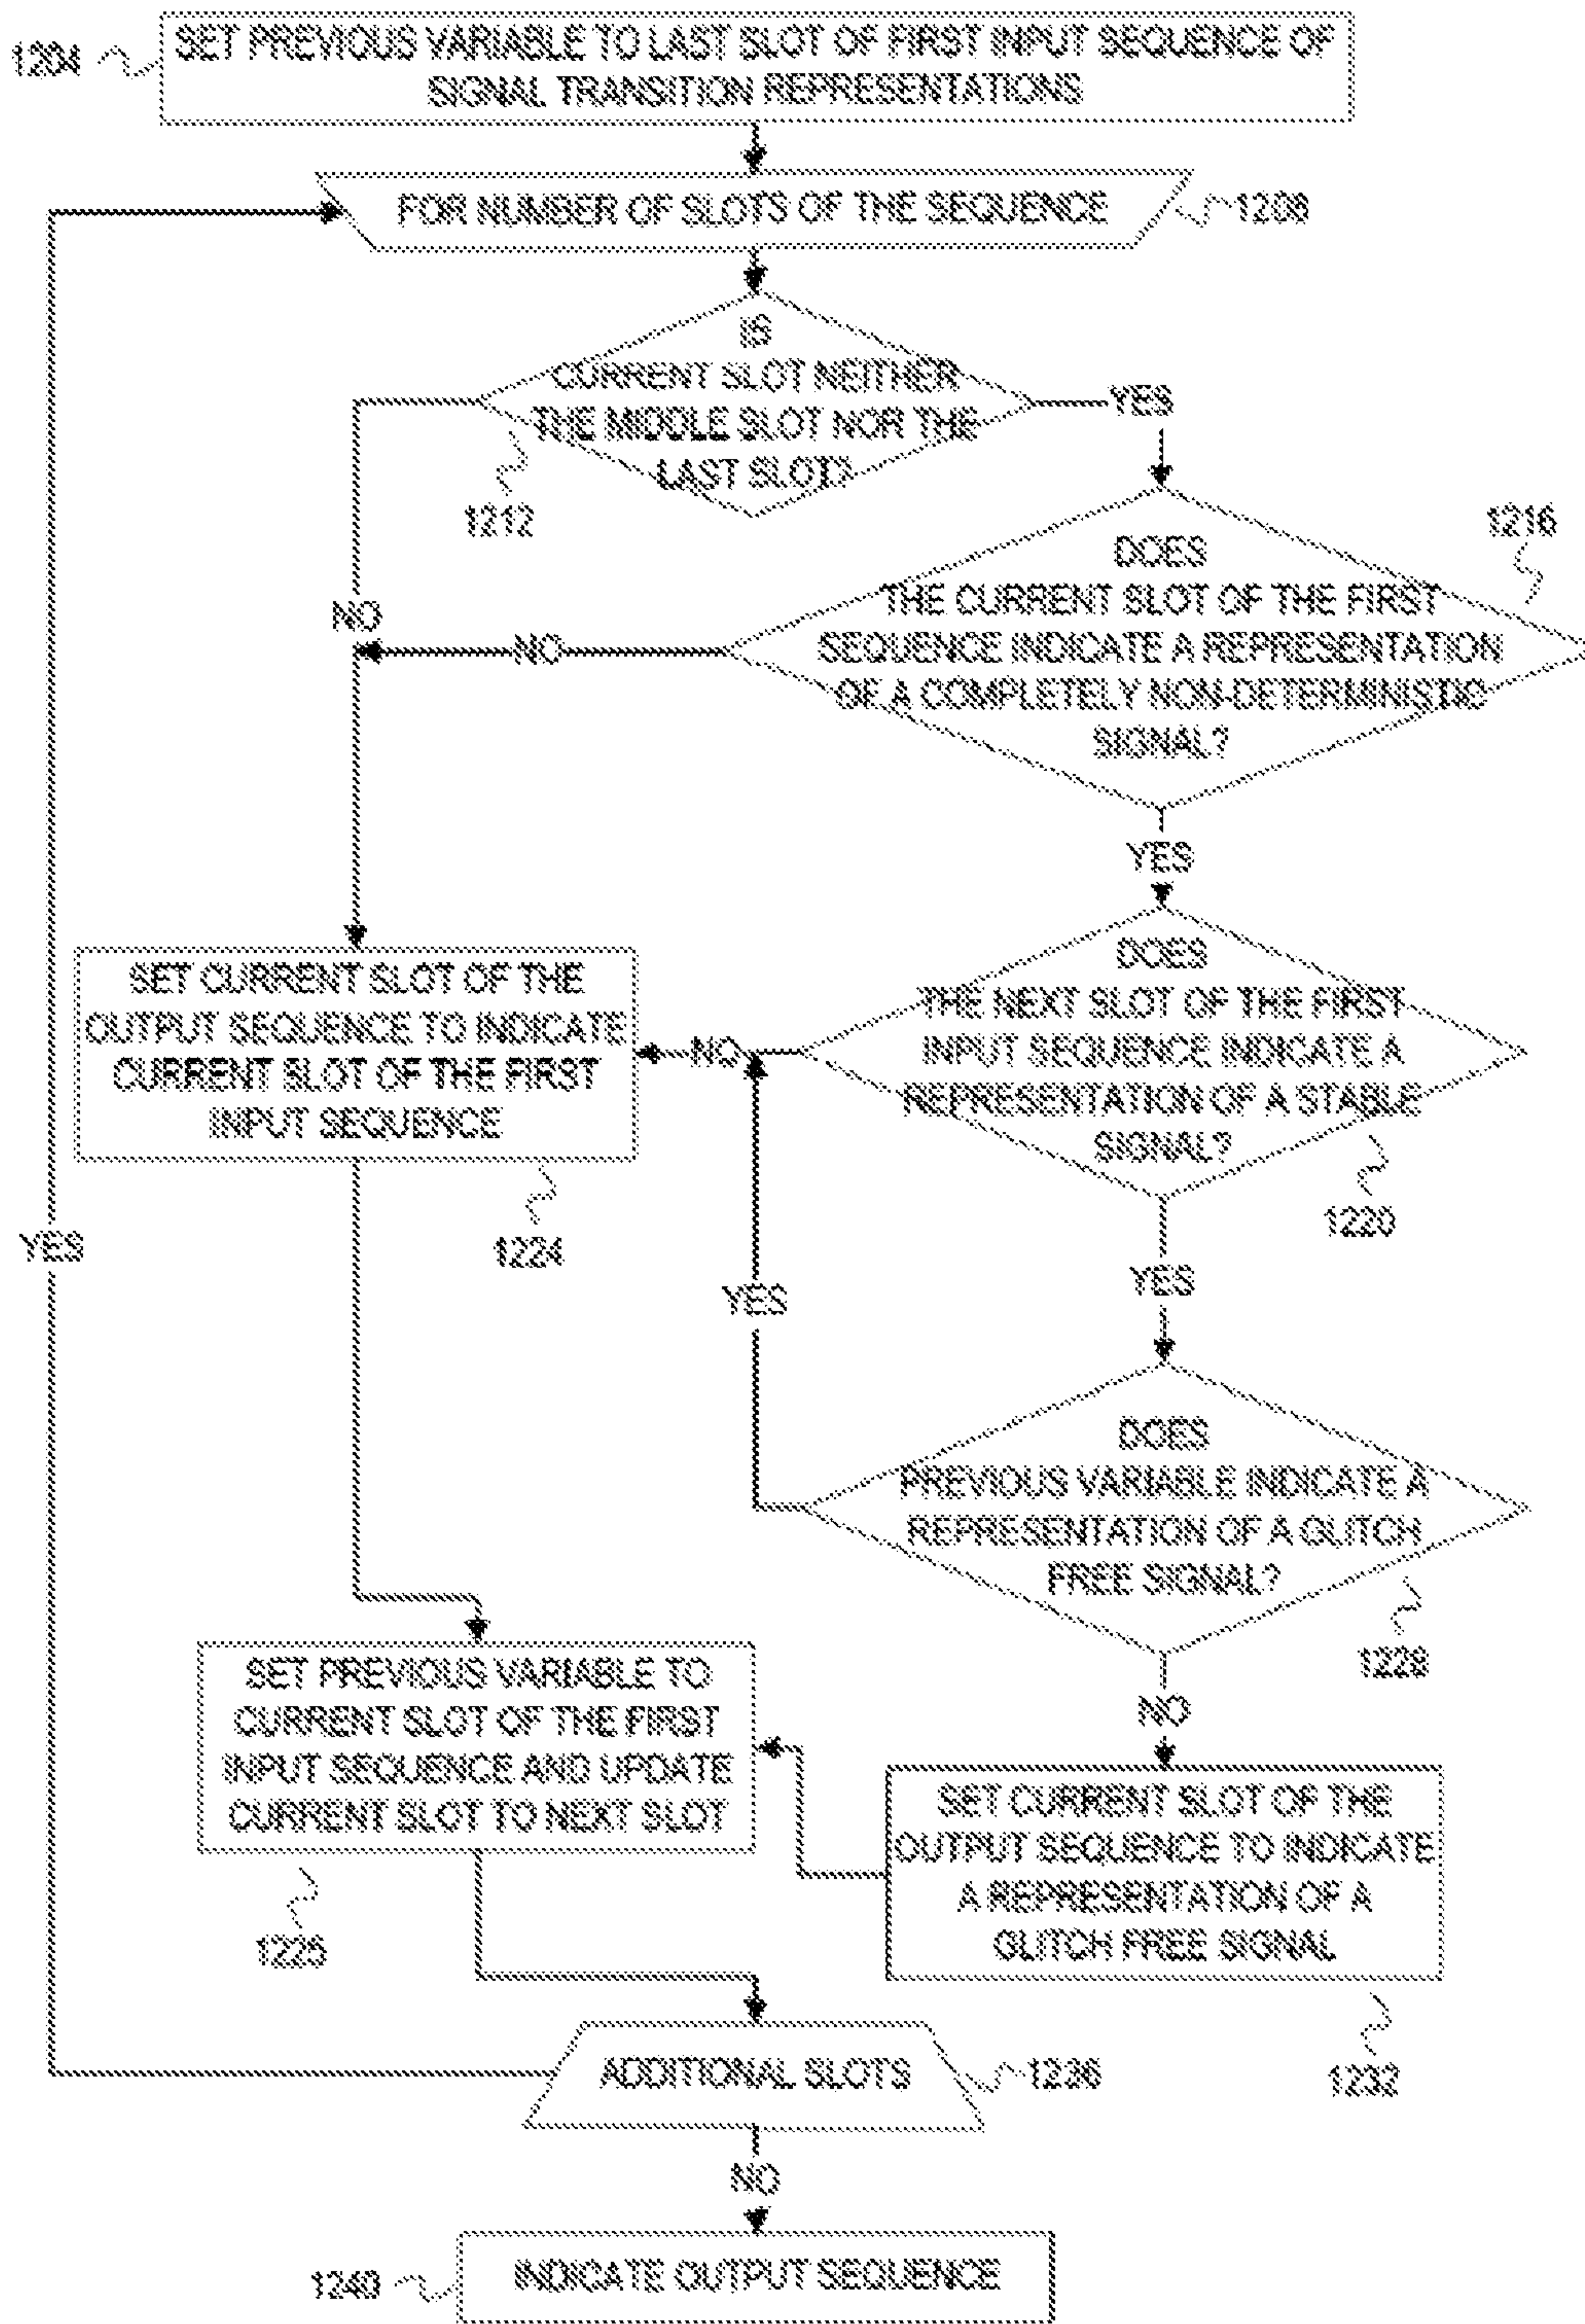 1204
SET PREVIOUS VARIABLE TO LAST SLOT OF FIRST INPUT SEQUENCE OF
SIGNAL TRANSITION REPRESENTATIONS
FOR NUMBER OF SLOTS OF THE SEQUENCE
1208
IS
CURRENT SLOT NEITHER
THE MIDDLE SLOT NOR THE
LAST SLOT?
YES
1212
NO
1216
DOES
THE CURRENT SLOT OF THE FIRST
SEQUENCE INDICATE A REPRESENTATION
OF A COMPLETELY NON-DETERMINISTIC
SIGNAL?
NO
YES
SET CURRENT SLOT OF THE
OUTPUT SEQUENCE TO INDICATE
CURRENT SLOT OF THE FIRST
INPUT SEQUENCE
1224
NO
DOES
THE NEXT SLOT OF THE FIRST
INPUT SEQUENCE INDICATE A
REPRESENTATION OF A STABLE
SIGNAL?
1220
YES
YES
YES
DOES
PREVIOUS VARIABLE INDICATE A
REPRESENTATION OF A GLITCH
FREE SIGNAL?
1228
NO
SET PREVIOUS VARIABLE TO
CURRENT SLOT OF THE FIRST
INPUT SEQUENCE AND UPDATE
CURRENT SLOT TO NEXT SLOT
1225
SET CURRENT SLOT OF THE
OUTPUT SEQUENCE TO INDICATE
A REPRESENTATION OF A
GLITCH FREE SIGNAL
1232
ADDITIONAL SLOTS
1236
NO
1240
INDICATE OUTPUT SEQUENCE